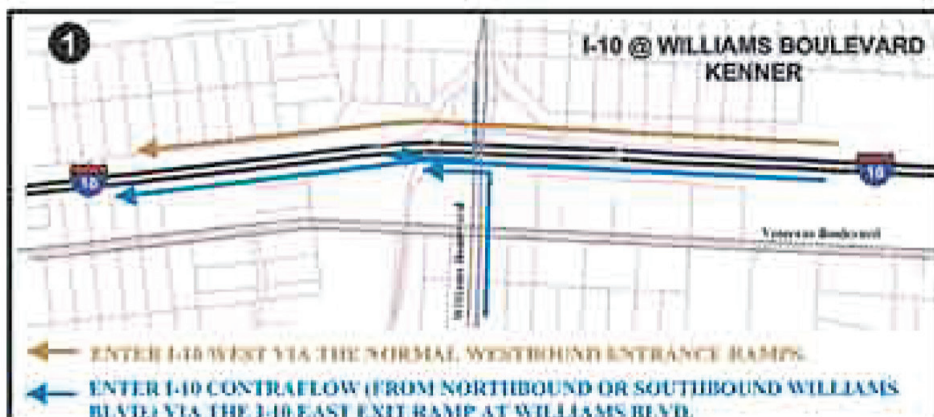 1
I-10 @ WILLIAMS BOULEVARD
KENNER
10
10
Veterans Boulevard
Williams Boulevard
ENTER I-10 WEST VIA THE NORMAL WESTBOUND ENTRANCE RAMPS.
ENTER I-10 CONTRAFLOW (FROM NORTHBOUND OR SOUTHBOUND WILLIAMS
BLVD.) VIA THE I-10 EAST EXIT RAMP AT WILLIAMS BLVD.